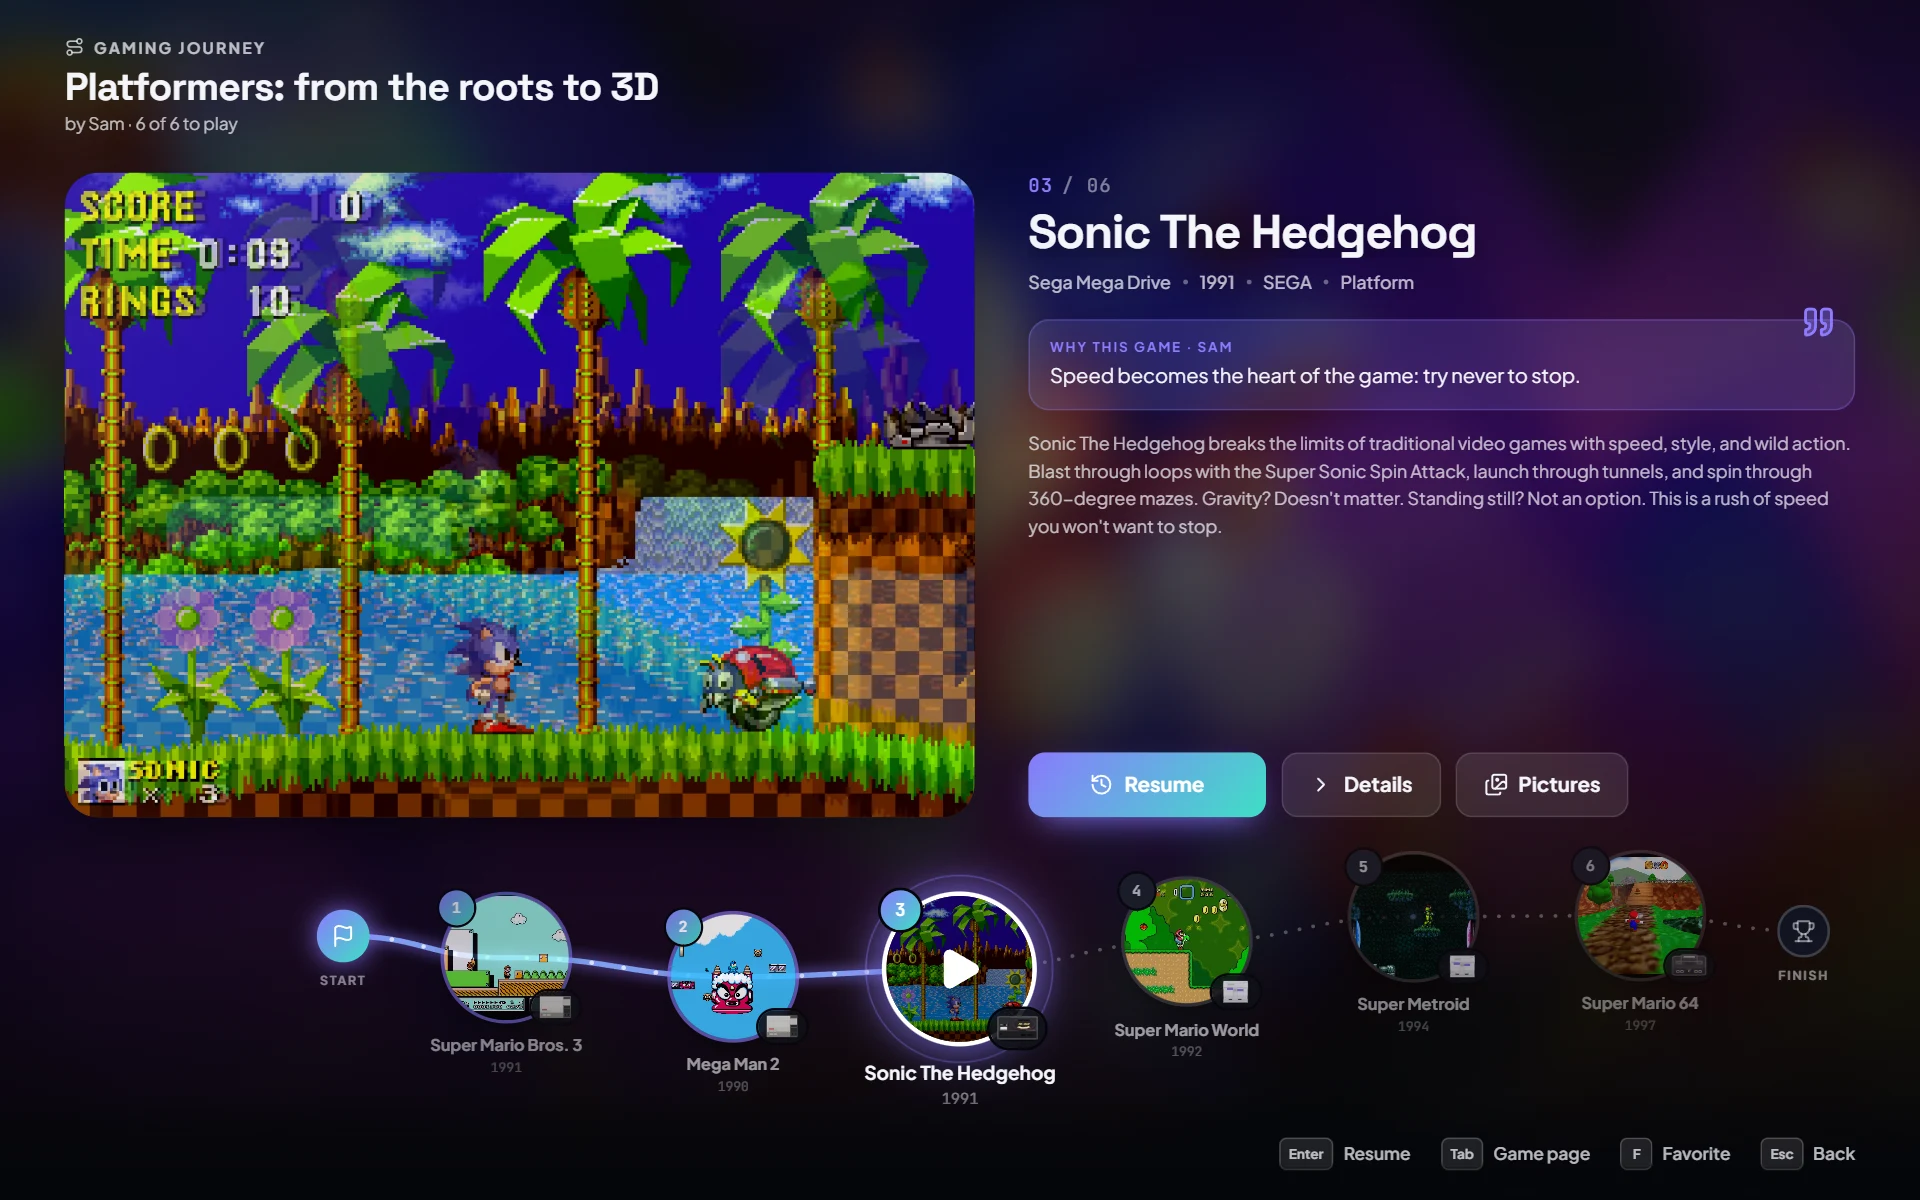 GAMING JOURNEY
Platformers: from the roots to 3D
by Sam · 6 of 6 to play
SCORE 0
TIME 0:09
RINGS 10
SONIC
X 3
03 / 06
Sonic The Hedgehog
Sega Mega Drive • 1991 • SEGA • Platform
WHY THIS GAME · SAM
Speed becomes the heart of the game: try never to stop.
Sonic The Hedgehog breaks the limits of traditional video games with speed, style, and wild action.
Blast through loops with the Super Sonic Spin Attack, launch through tunnels, and spin through
360-degree mazes. Gravity? Doesn't matter. Standing still? Not an option. This is a rush of speed
you won't want to stop.
Resume
Details
Pictures
START
1
Super Mario Bros. 3
1991
2
Mega Man 2
1990
3
Sonic The Hedgehog
1991
4
Super Mario World
1992
5
Super Metroid
1994
6
Super Mario 64
1997
FINISH
Enter Resume
Tab Game page
F Favorite
Esc Back